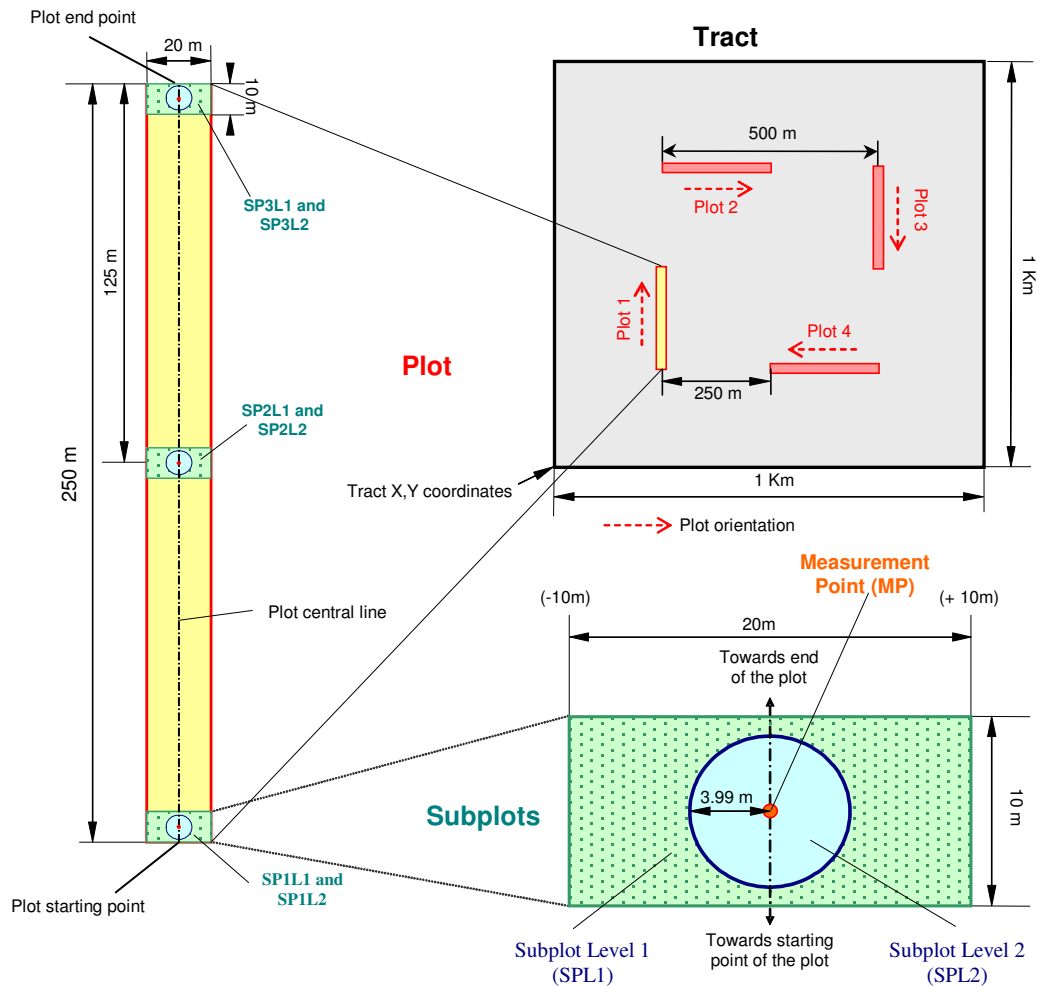 Plot end point
20 m
10 m
SP3L1 and
SP3L2
125 m
SP2L1 and
SP2L2
250 m
Plot central line
SP1L1 and
SP1L2
Plot starting point
Plot
Tract
500 m
Plot 2
Plot 3
Plot 1
Plot 4
250 m
1 Km
Tract X,Y coordinates
1 Km
Plot orientation
Measurement
Point (MP)
(-10m)
(+ 10m)
20m
Towards end
of the plot
3.99 m
10 m
Subplots
Towards starting
point of the plot
Subplot Level 1
(SPL1)
Subplot Level 2
(SPL2)